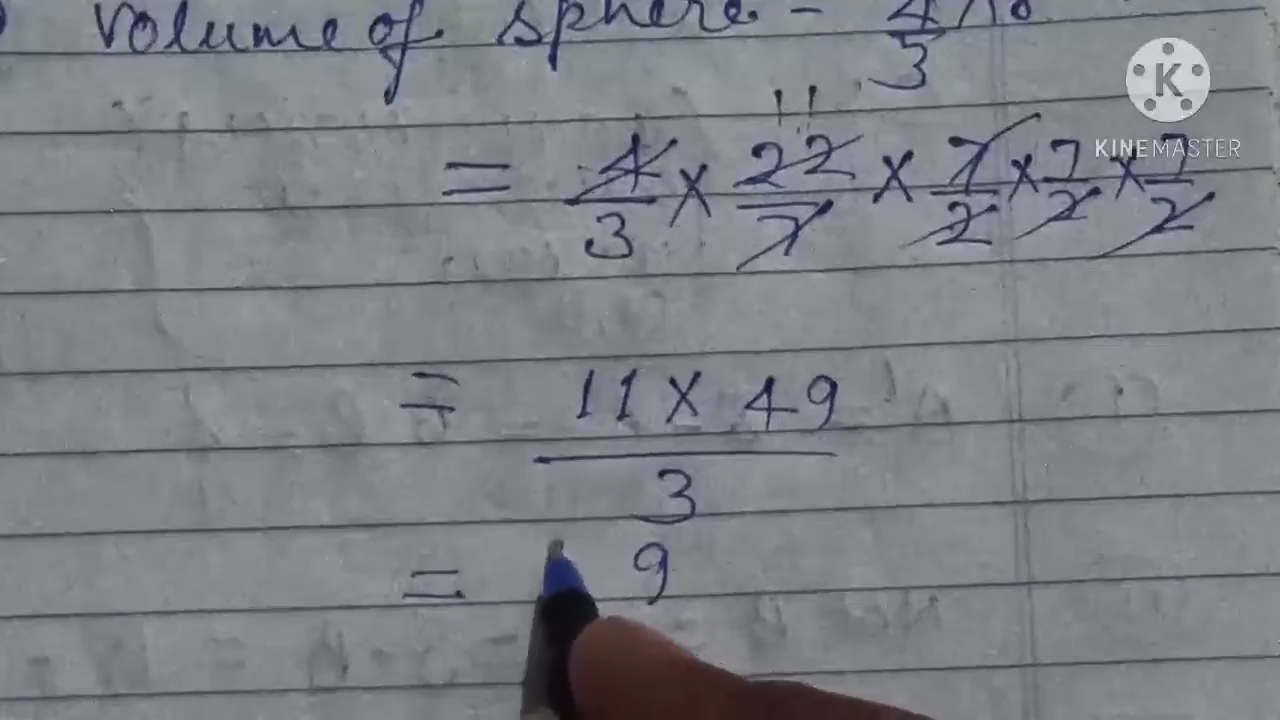 Volume of sphere - 4/3
K
KINEMASTER
11
= 4/3 × 22/7 × 7/2 × 7/2 × 7/2
= 11 × 49 / 3
= 9